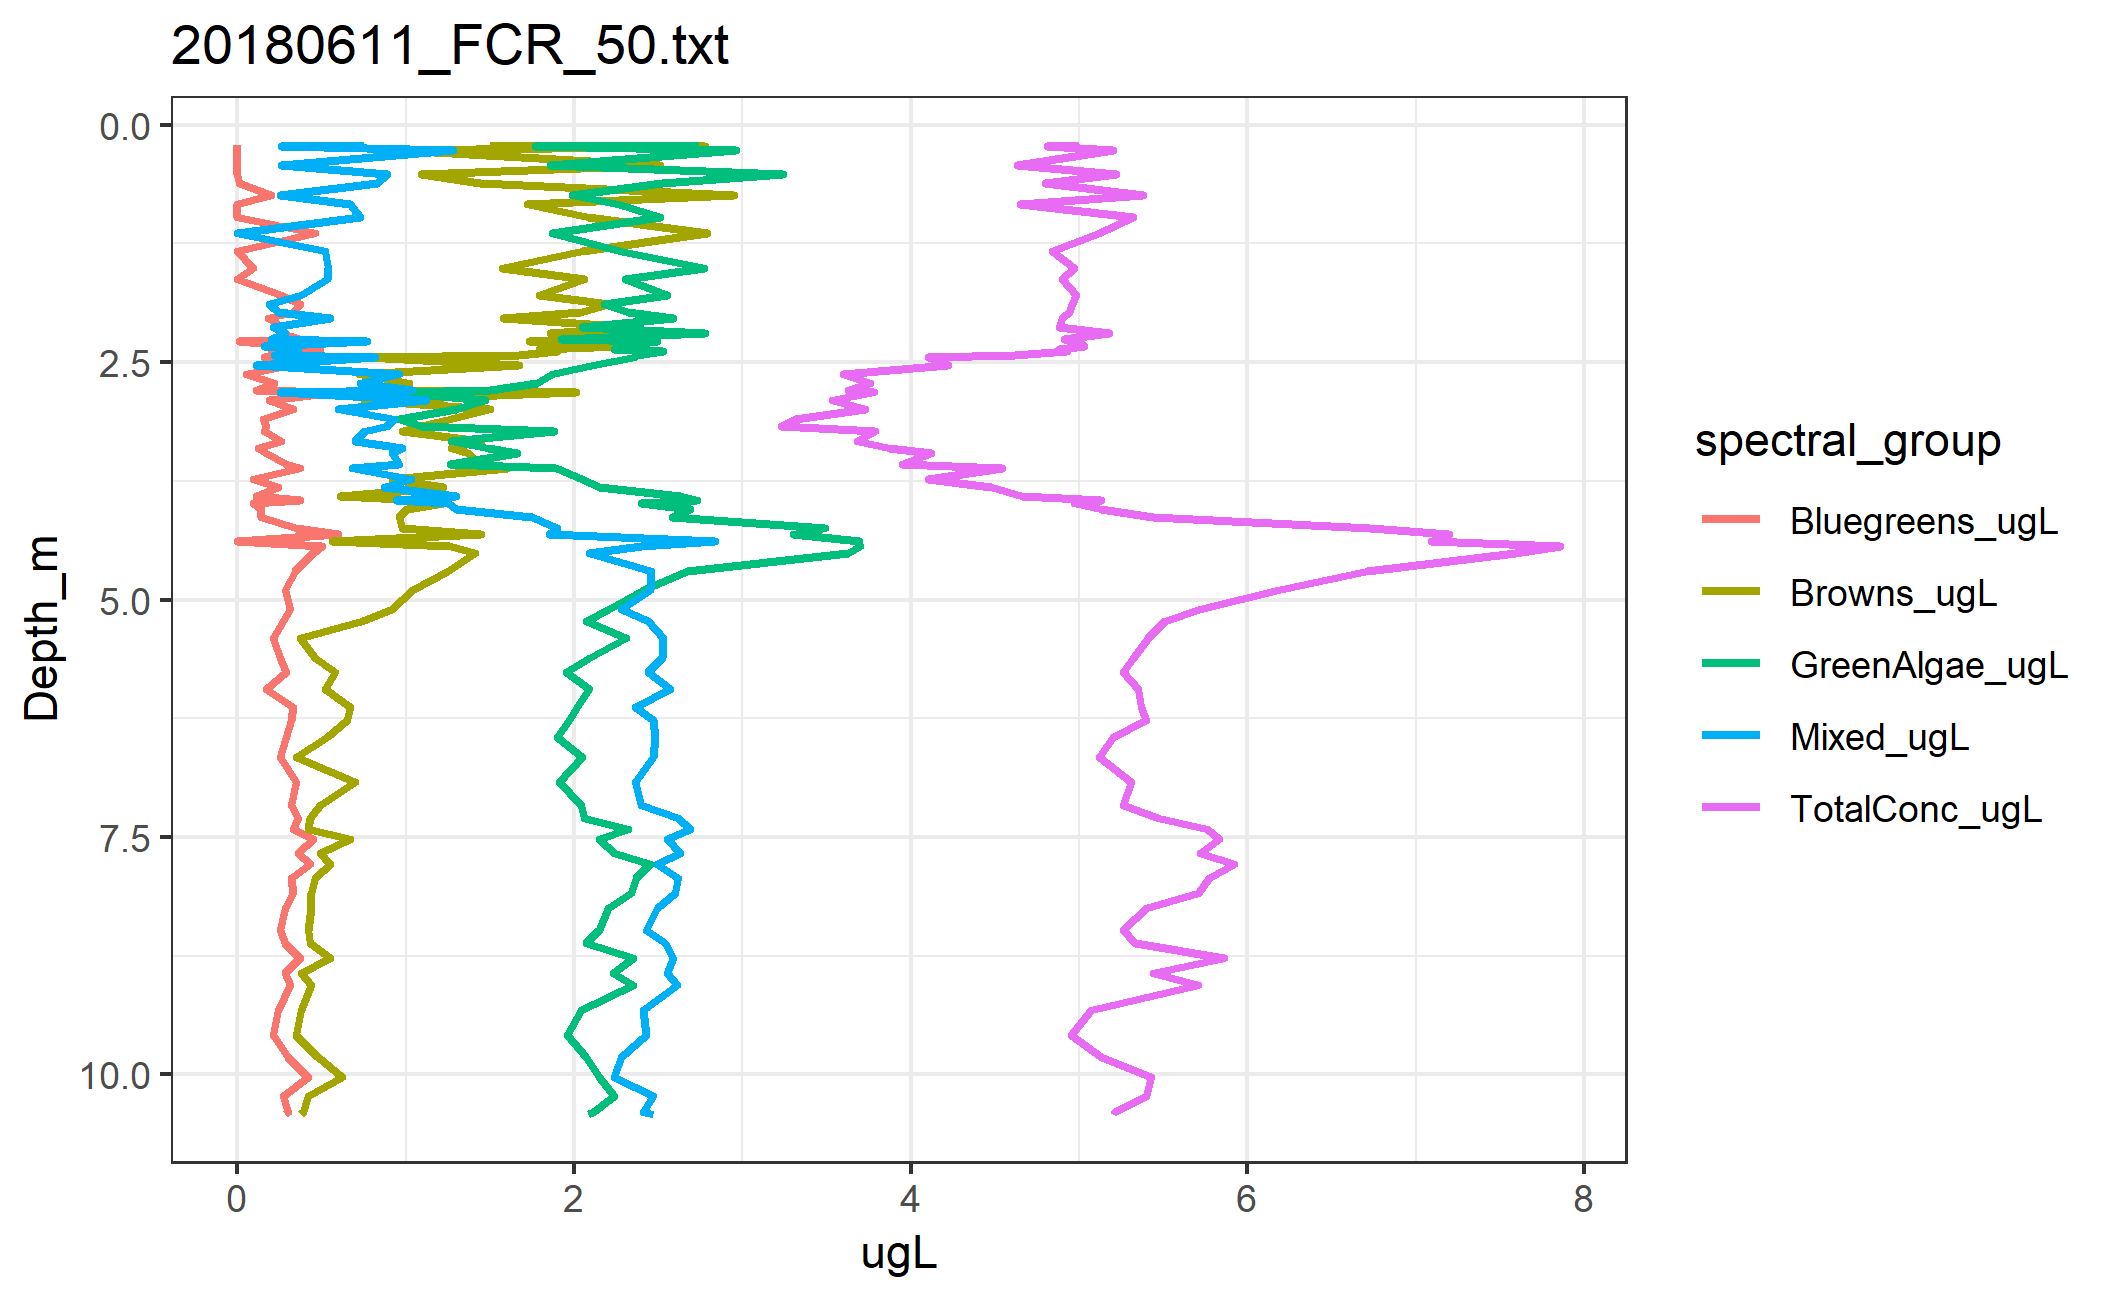 20180611_FCR_50.txt
0.0
2.5
5.0
7.5
10.0
Depth_m
0 2 4 6 8
ugL
spectral_group
Bluegreens_ugL
Browns_ugL
GreenAlgae_ugL
Mixed_ugL
TotalConc_ugL